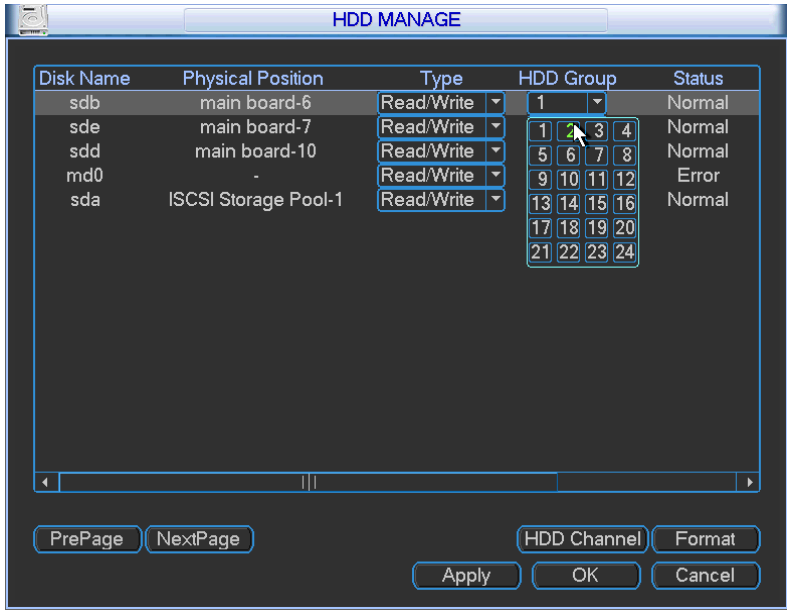 HDD MANAGE
Disk Name Physical Position Type HDD Group Status
sdb main board-6 Read/Write 1 Normal
sde main board-7 Read/Write Normal
sdd main board-10 Read/Write Normal
md0 - Read/Write Error
sda ISCSI Storage Pool-1 Read/Write Normal
1 2 3 4
5 6 7 8
9 10 11 12
13 14 15 16
17 18 19 20
21 22 23 24
PrePage NextPage HDD Channel Format
Apply OK Cancel